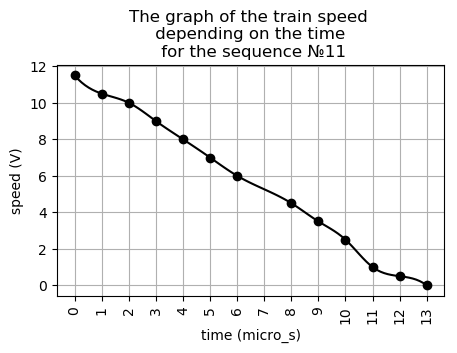 The graph of the train speed
depending on the time
for the sequence №11
12
10
8
6
4
2
0
speed (V)
0 1 2 3 4 5 6 7 8 9 10 11 12 13
time (micro_s)